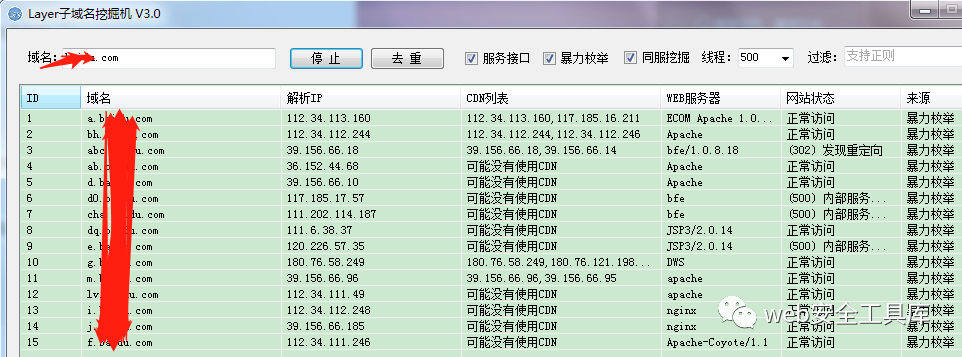 Layer子域名挖掘机 V3.0
域名: .com 停止 去重 服务接口 暴力枚举 同服挖掘 线程: 500 过滤: 支持正则
ID 域名 解析IP CDN列表 WEB服务器 网站状态 来源
1 a. .com 112.34.113.160 112.34.113.160,117.185.16.211 ECOM Apache 1.0... 正常访问 暴力枚举
2 bh. .com 112.34.112.244 112.34.112.244,112.34.112.246 Apache 正常访问 暴力枚举
3 .com 39.156.66.18 39.156.66.18,39.156.66.14 bfe/1.0.8.18 (302) 发现重定向 暴力枚举
4 ab. .com 36.152.44.68 可能没有使用CDN Apache 正常访问 暴力枚举
5 d. .com 39.156.66.10 可能没有使用CDN Apache 正常访问 暴力枚举
6 d0. .com 117.185.17.57 可能没有使用CDN bfe (500) 内部服务... 暴力枚举
7 .com 111.202.114.187 可能没有使用CDN bfe (500) 内部服务... 暴力枚举
8 dq. .com 111.6.38.37 可能没有使用CDN JSP3/2.0.14 正常访问 暴力枚举
9 e. .com 120.226.57.35 可能没有使用CDN JSP3/2.0.14 (500) 内部服务... 暴力枚举
10 g. .com 180.76.58.249 180.76.58.249,180.76.121.198... DWS 正常访问 暴力枚举
11 m. .com 39.156.66.96 39.156.66.96,39.156.66.95 apache 正常访问 暴力枚举
12 .com 112.34.111.49 可能没有使用CDN apache 正常访问 暴力枚举
13 i. .com 112.34.112.248 可能没有使用CDN nginx 正常访问 暴力枚举
14 j. .com 39.156.66.185 可能没有使用CDN nginx 正常访问 暴力枚举
15 f. .com 112.34.111.246 可能没有使用CDN Apache-Coyote/1.1 正常访问 暴力枚举
web安全工具库